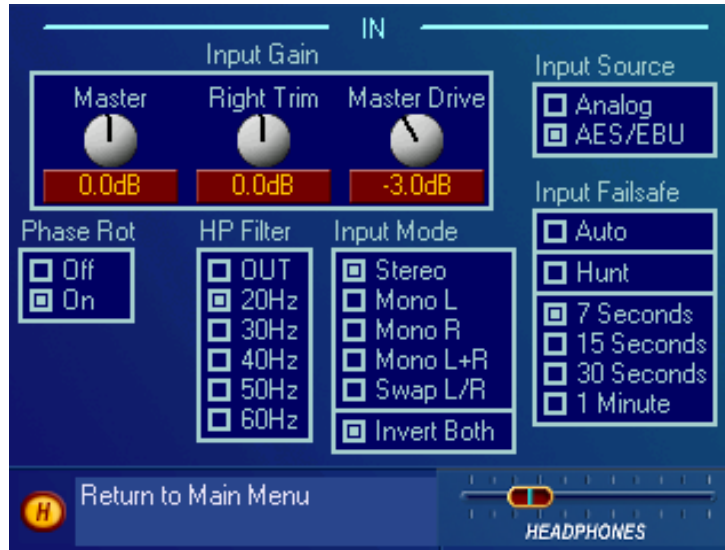 IN
Input Gain
Master
Right Trim
Master Drive
0.0dB
0.0dB
-3.0dB
Input Source
Analog
AES/EBU
Phase Rot
Off
On
HP Filter
OUT
20Hz
30Hz
40Hz
50Hz
60Hz
Input Mode
Stereo
Mono L
Mono R
Mono L+R
Swap L/R
Invert Both
Input Failsafe
Auto
Hunt
7 Seconds
15 Seconds
30 Seconds
1 Minute
H
Return to Main Menu
HEADPHONES